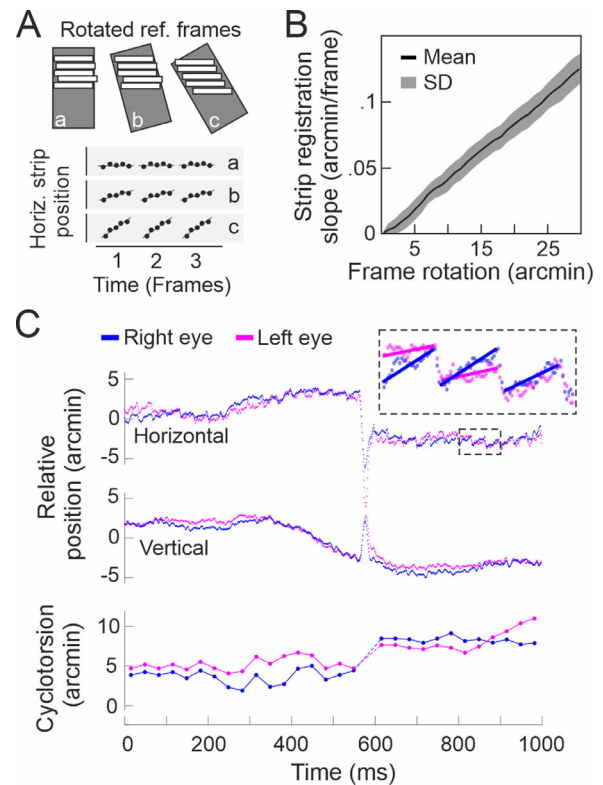 A
Rotated ref. frames
a
b
c
Horiz. strip
position
a
b
c
1 2 3
Time (Frames)
B
Strip registration
slope (arcmin/frame)
Mean
SD
.1
.05
0
5 15 25
Frame rotation (arcmin)
C
Right eye Left eye
Relative
position (arcmin)
5
0
-5
Horizontal
5
0
-5
Vertical
Cyclotorsion
(arcmin)
10
5
0
0 200 400 600 800 1000
Time (ms)